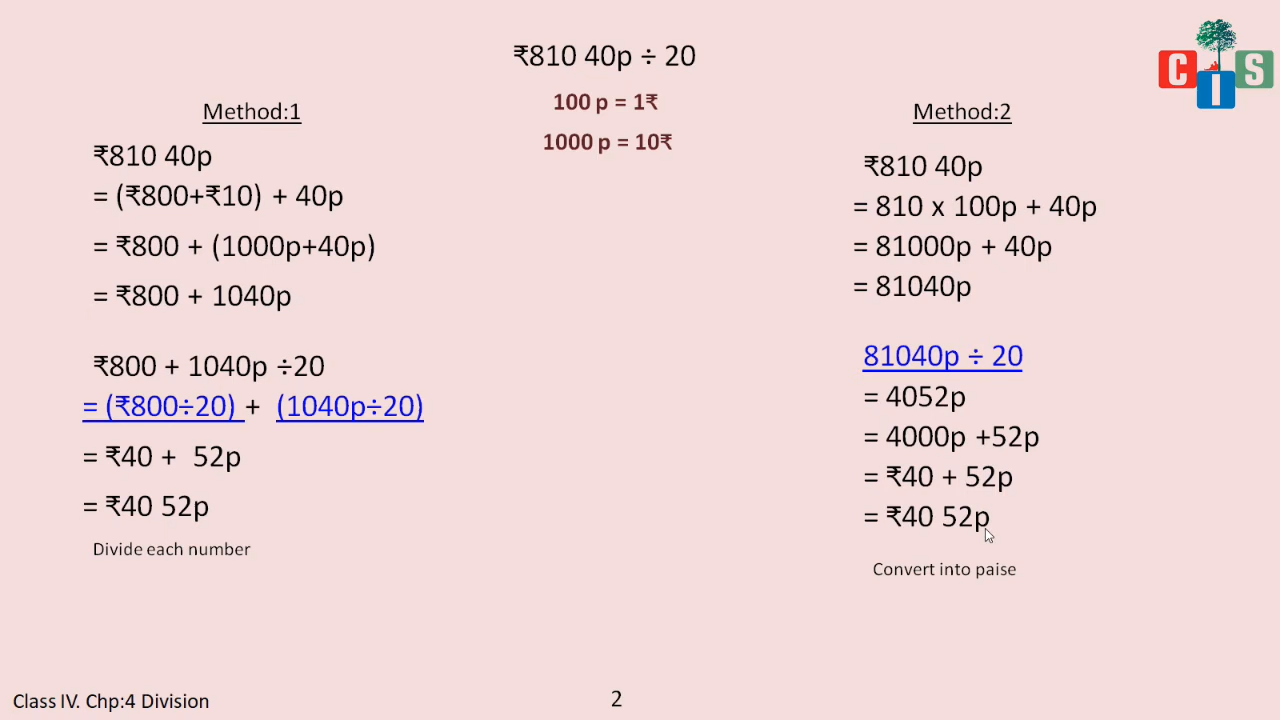 ₹810 40p ÷ 20
100 p = 1₹
1000 p = 10₹
C I S
Method:1
₹810 40p
= (₹800+₹10) + 40p
= ₹800 + (1000p+40p)
= ₹800 + 1040p
₹800 + 1040p ÷20
= (₹800÷20) + (1040p÷20)
= ₹40 + 52p
= ₹40 52p
Divide each number
Method:2
₹810 40p
= 810 x 100p + 40p
= 81000p + 40p
= 81040p
81040p ÷ 20
= 4052p
= 4000p +52p
= ₹40 + 52p
= ₹40 52p
Convert into paise
Class IV. Chp:4 Division
2